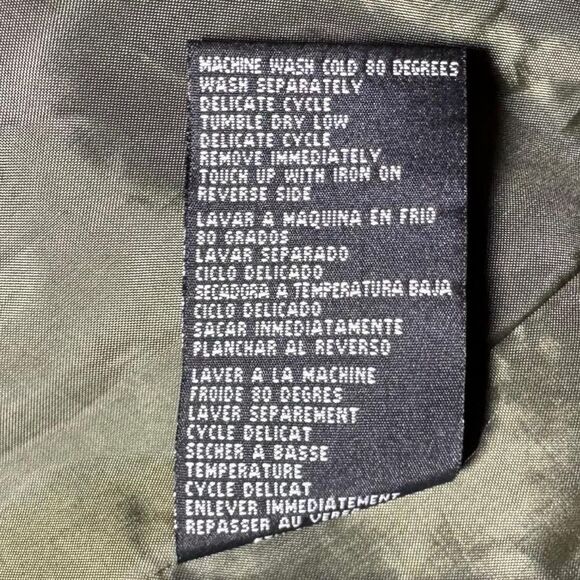 MACHINE WASH COLD 80 DEGREES
WASH SEPARATELY
DELICATE CYCLE
TUMBLE DRY LOW
DELICATE CYCLE
REMOVE IMMEDIATELY
TOUCH UP WITH IRON ON
REVERSE SIDE
LAVAR A MAQUINA EN FRIO
80 GRADOS
LAVAR SEPARADO
CICLO DELICADO
SECADORA A TEMPERATURA BAJA
CICLO DELICADO
SACAR INMEDIATAMENTE
PLANCHAR AL REVERSO
LAVER A LA MACHINE
FROIDE 80 DEGRES
LAVER SEPAREMENT
CYCLE DELICAT
SECHER A BASSE
TEMPERATURE
CYCLE DELICAT
ENLEVER IMMEDIATEMENT
REPASSER AU